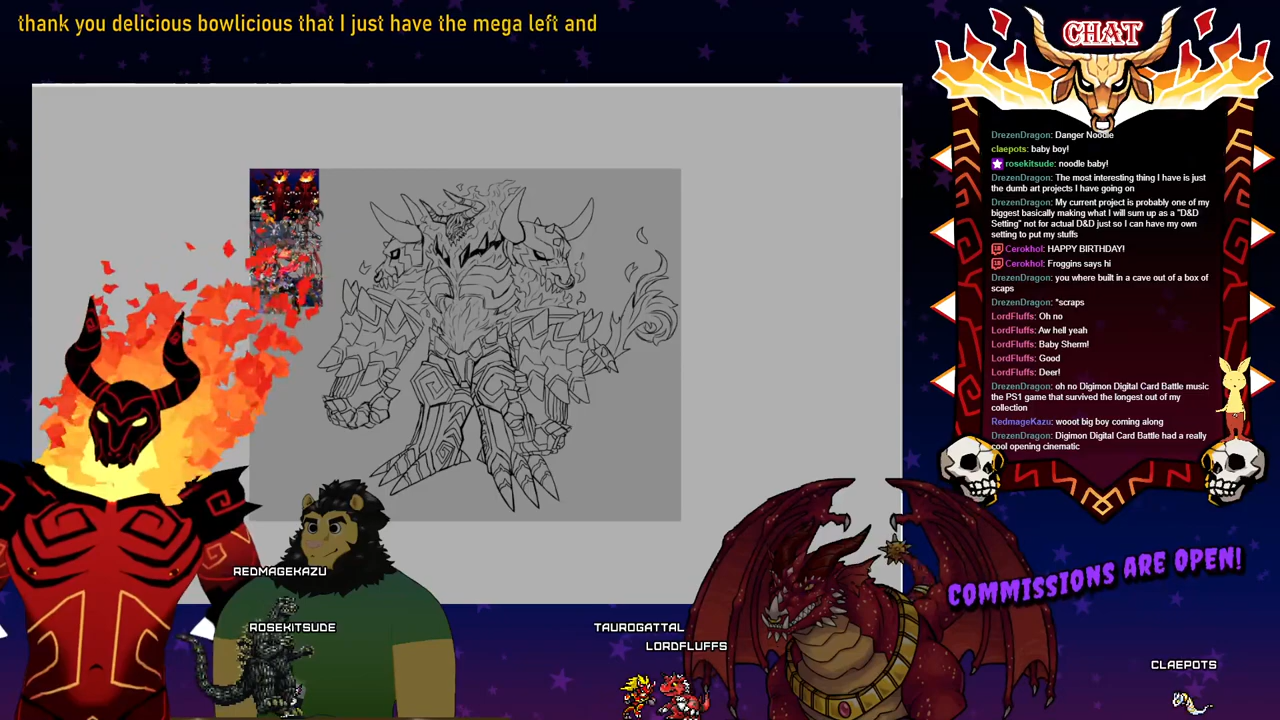 thank you delicious bowlicious that I just have the mega left and
CHAT
DrezenDragon: Danger Noodle
claepots: baby boy!
rosekitsude: noodle baby!
DrezenDragon: The most interesting thing I have is just
the dumb art projects I have going on
DrezenDragon: My current project is probably one of my
biggest basically making what I will sum up as a "D&D
Setting" not for actual D&D just so I can have my own
setting to put my stuffs
Cerokhol: HAPPY BIRTHDAY!
Cerokhol: Froggins says hi
DrezenDragon: you where built in a cave out of a box of
scaps
DrezenDragon: *scraps
LordFluffs: Oh no
LordFluffs: Aw hell yeah
LordFluffs: Baby Sherm!
LordFluffs: Good
LordFluffs: Deer!
DrezenDragon: oh no Digimon Digital Card Battle music
the PS1 game that survived the longest out of my
collection
RedmageKazu: wooot big boy coming along
DrezenDragon: Digimon Digital Card Battle had a really
cool opening cinematic
COMMISSIONS ARE OPEN!
REDMAGEKAZU
ROSEKITSUDE
TAUROGATTAL
LORDFLUFFS
CLAEPOTS